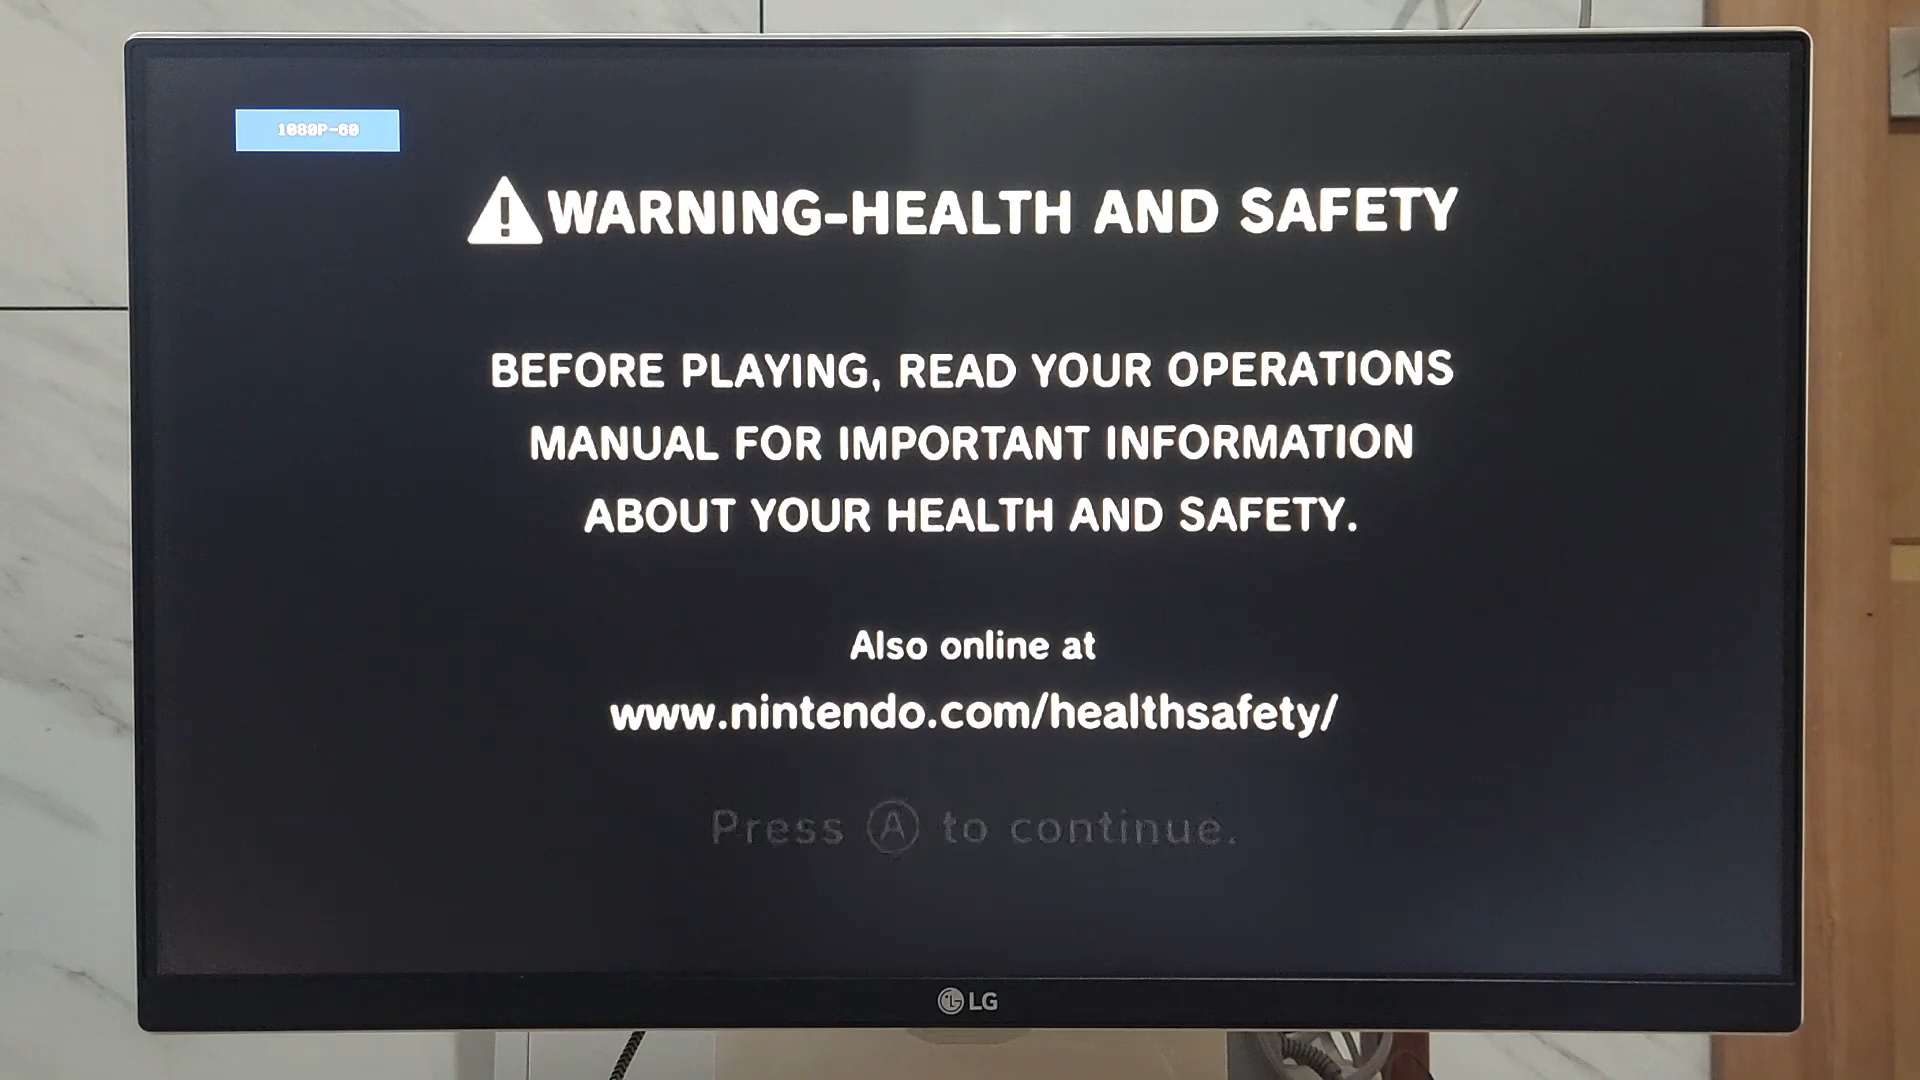 1080P-60
WARNING-HEALTH AND SAFETY
BEFORE PLAYING, READ YOUR OPERATIONS
MANUAL FOR IMPORTANT INFORMATION
ABOUT YOUR HEALTH AND SAFETY.
Also online at
www.nintendo.com/healthsafety/
Press A to continue.
LG